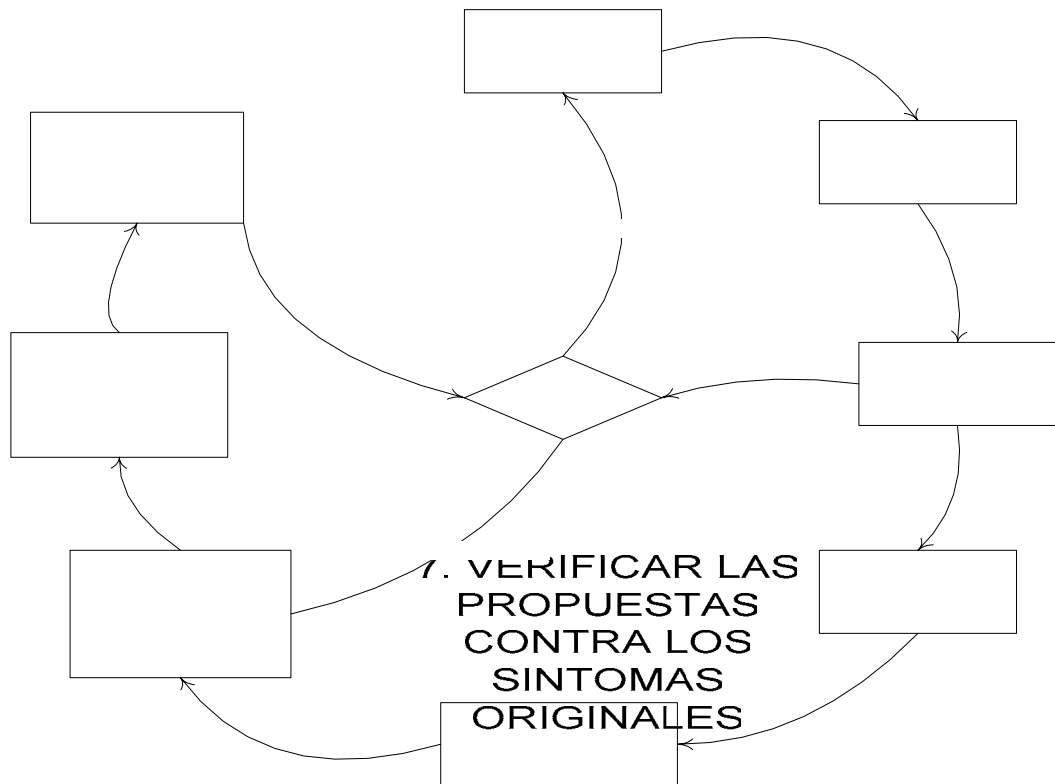 7. VERIFICAR LAS
PROPUESTAS
CONTRA LOS
SINTOMAS
ORIGINALES